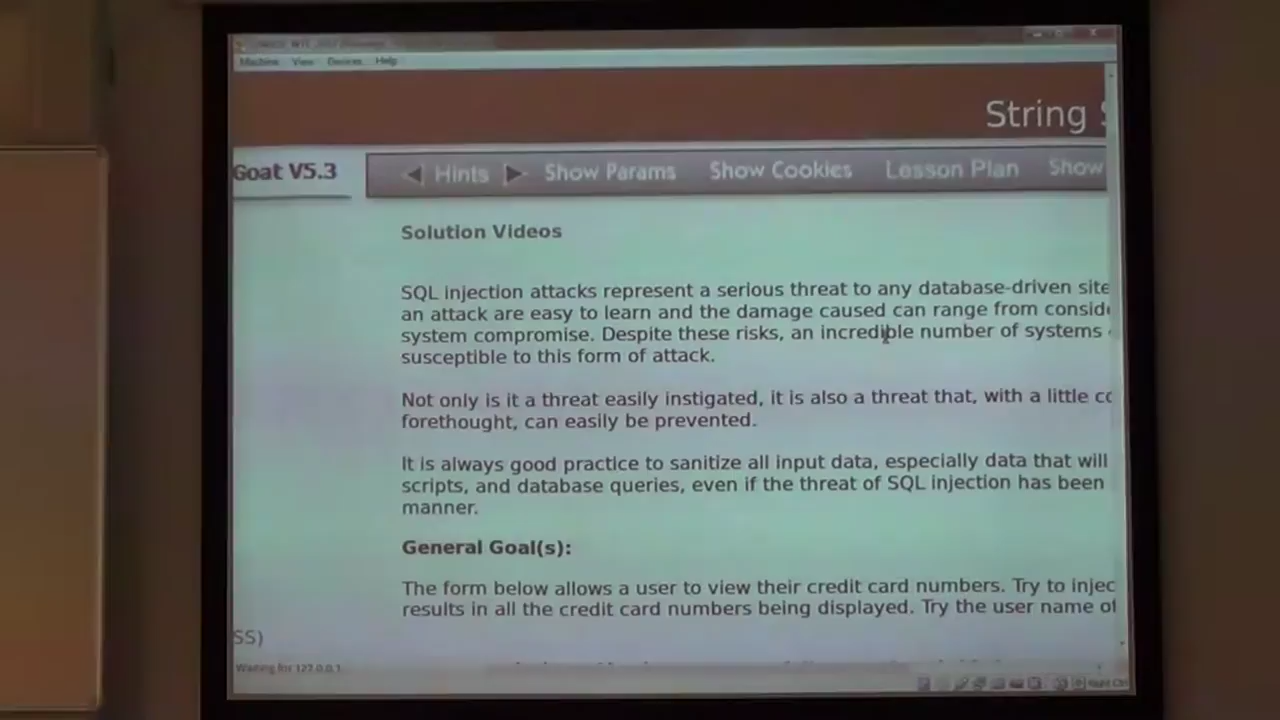 Machine View Devices Help
String
Goat V5.3
Hints Show Params Show Cookies Lesson Plan Show
Solution Videos
SQL injection attacks represent a serious threat to any database-driven site
an attack are easy to learn and the damage caused can range from consid
system compromise. Despite these risks, an incredible number of systems
susceptible to this form of attack.
Not only is it a threat easily instigated, it is also a threat that, with a little co
forethought, can easily be prevented.
It is always good practice to sanitize all input data, especially data that will
scripts, and database queries, even if the threat of SQL injection has been
manner.
General Goal(s):
The form below allows a user to view their credit card numbers. Try to injec
results in all the credit card numbers being displayed. Try the user name of
SS)
Waiting for 127.0.0.1
Right Ctrl